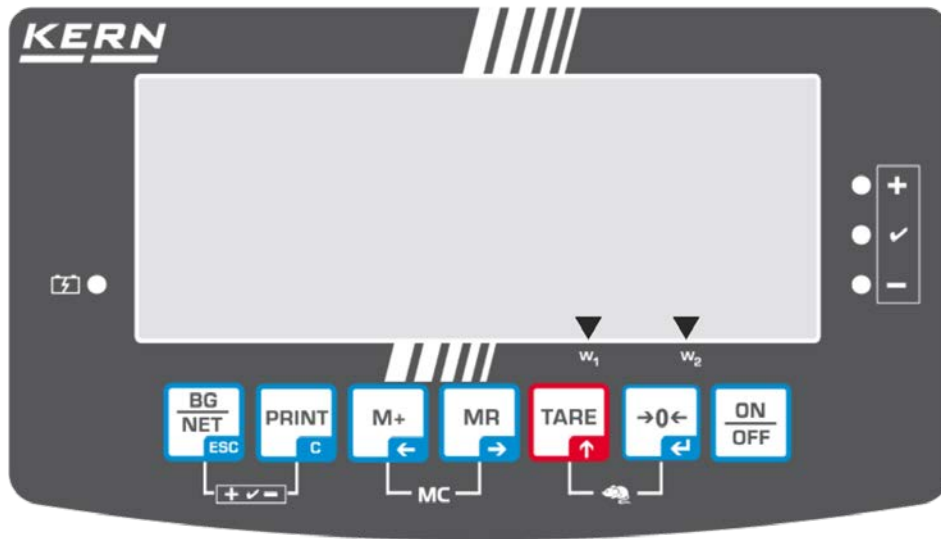 KERN
+
✔
−
W₁ W₂
BG
NET
ESC
PRINT
C
M+
←
MR
→
TARE
↑
→0←
↵
ON
OFF
+ ✔ −
MC